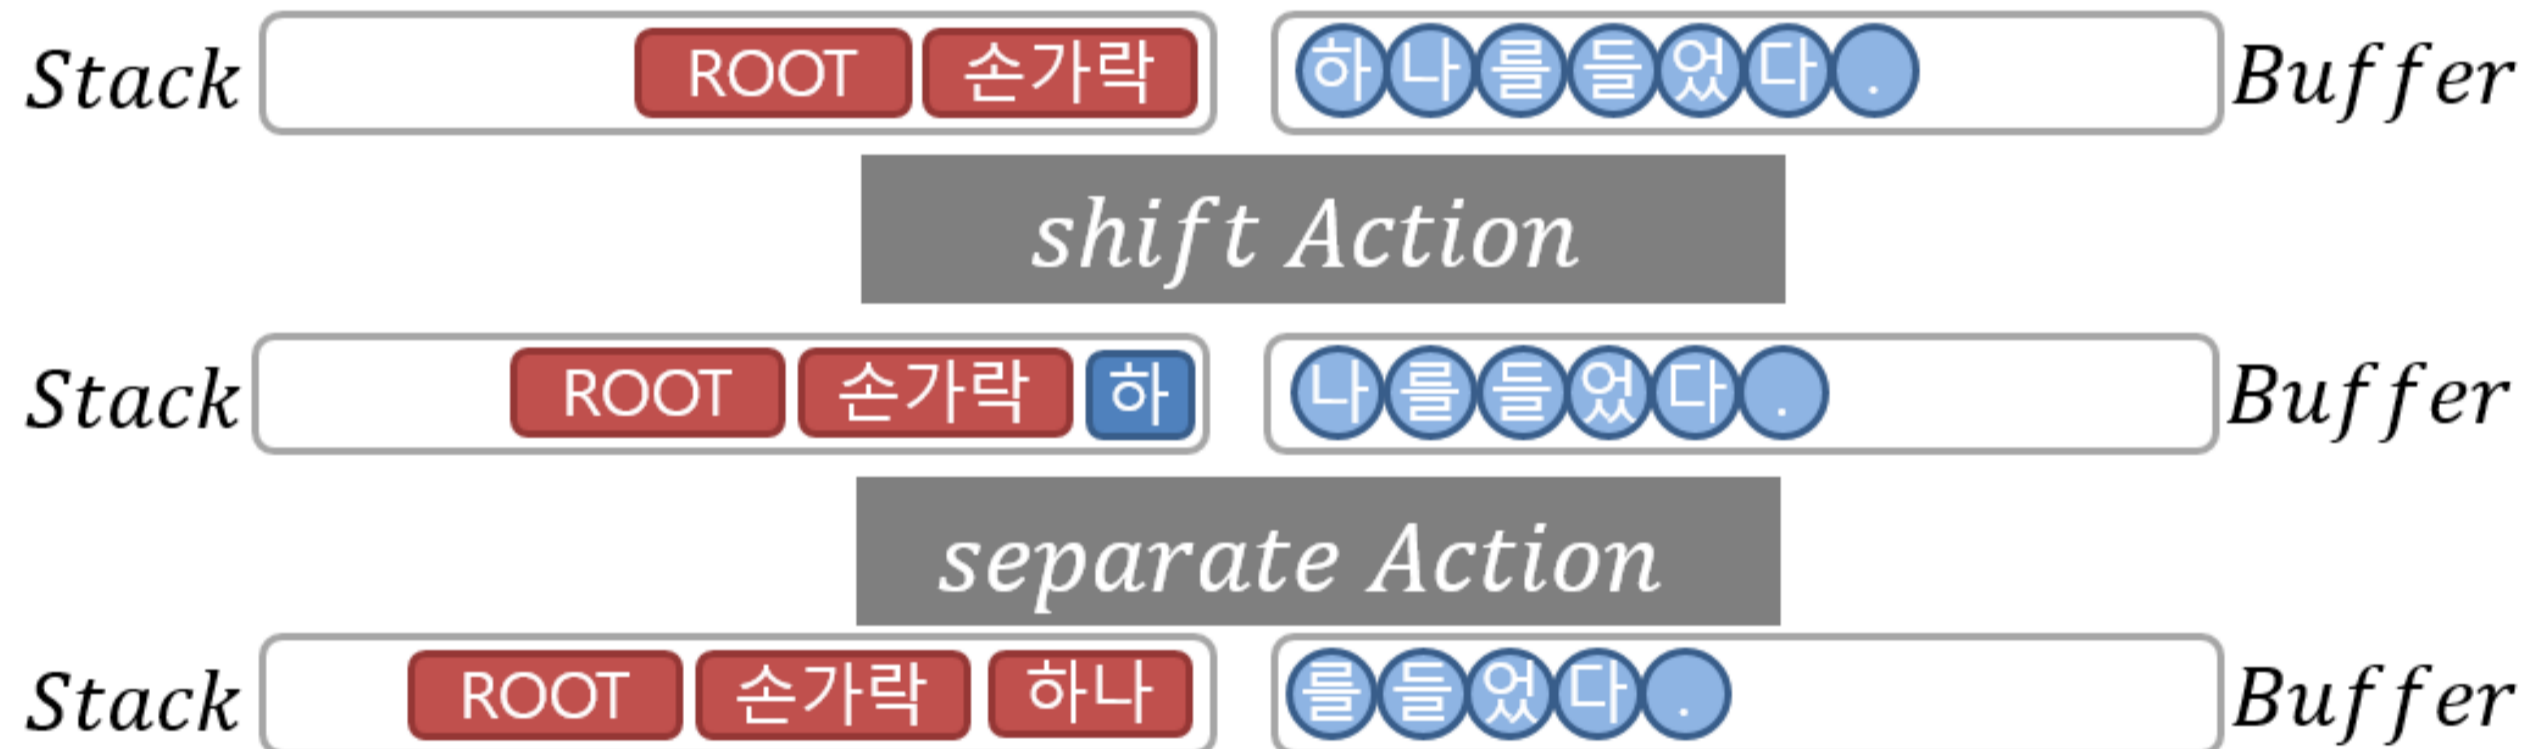 Stack ROOT 손가락 하나를들었다. Buffer
shift Action
Stack ROOT 손가락 하 나를들었다. Buffer
separate Action
Stack ROOT 손가락 하나 를들었다. Buffer